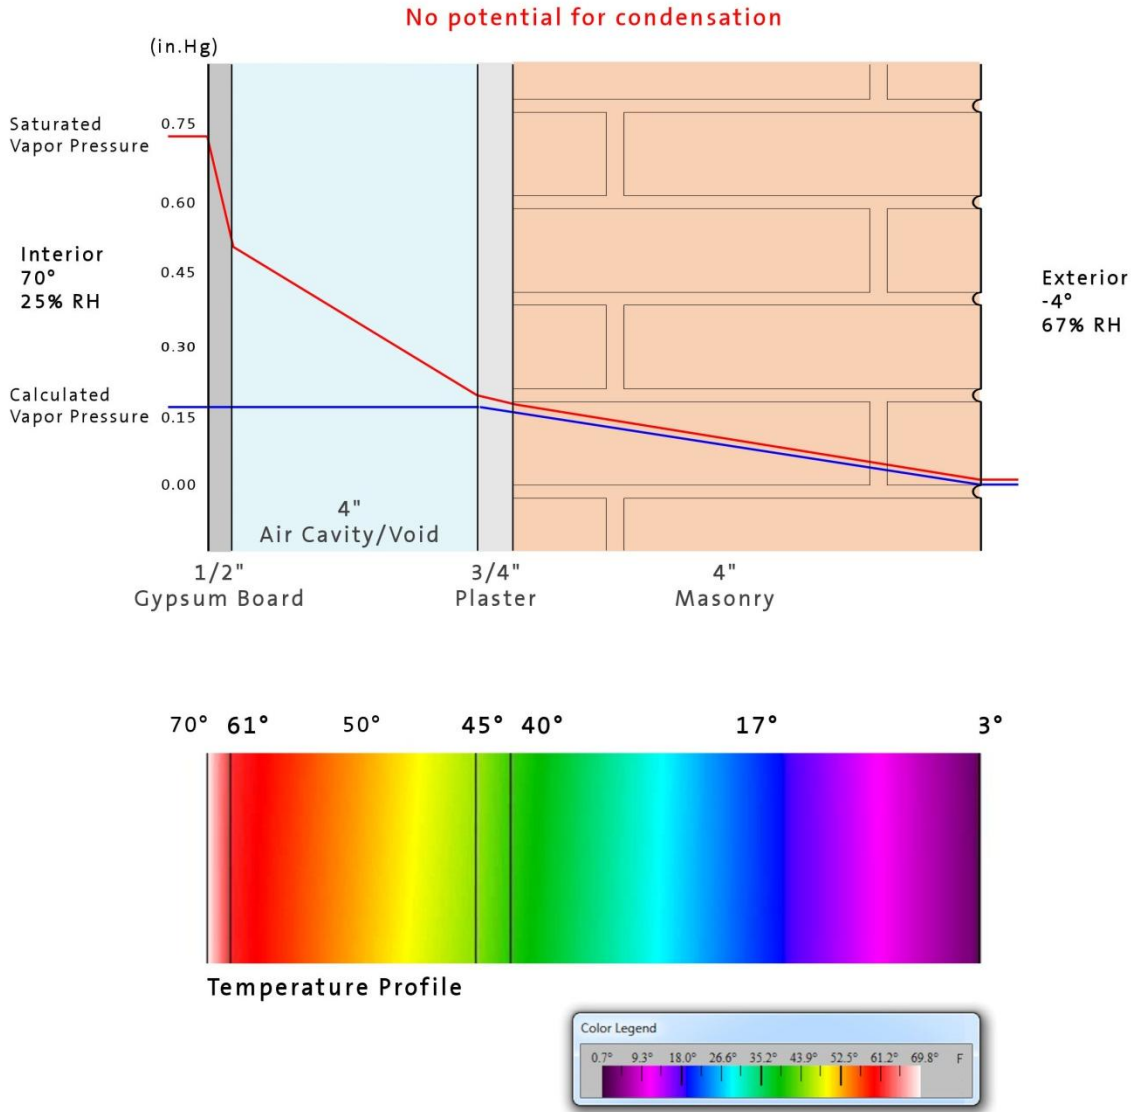 No potential for condensation
(in.Hg)
Saturated
Vapor Pressure
0.75
0.60
Interior
70°
25% RH
0.45
0.30
Calculated
Vapor Pressure
0.15
0.00
Exterior
-4°
67% RH
4"
Air Cavity/Void
1/2"
Gypsum Board
3/4"
Plaster
4"
Masonry
70° 61° 50° 45° 40° 17° 3°
Temperature Profile
Color Legend
0.7° 9.3° 18.0° 26.6° 35.2° 43.9° 52.5° 61.2° 69.8° F